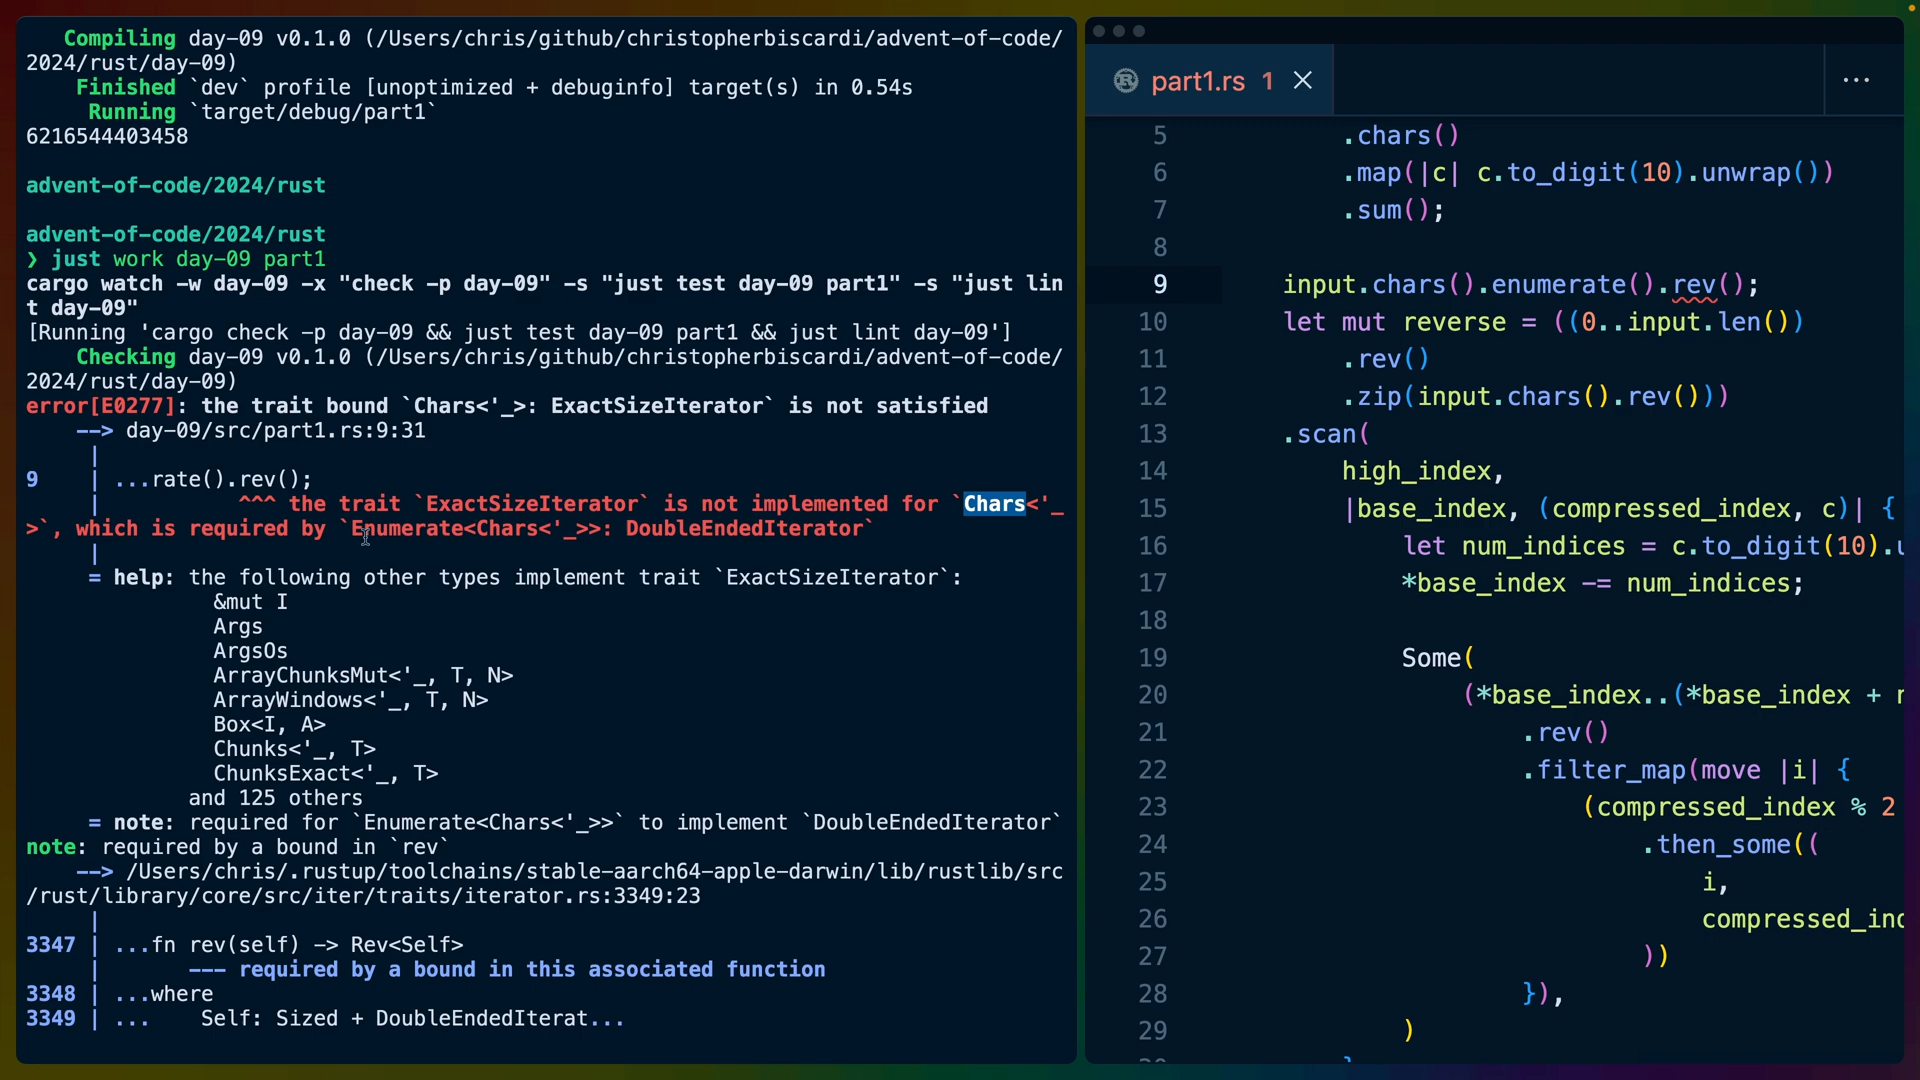 Compiling day-09 v0.1.0 (/Users/chris/github/christopherbiscardi/advent-of-code/
2024/rust/day-09)
Finished `dev` profile [unoptimized + debuginfo] target(s) in 0.54s
Running `target/debug/part1`
6216544403458
advent-of-code/2024/rust
advent-of-code/2024/rust
❯ just work day-09 part1
cargo watch -w day-09 -x "check -p day-09" -s "just test day-09 part1" -s "just lin
t day-09"
[Running 'cargo check -p day-09 && just test day-09 part1 && just lint day-09']
Checking day-09 v0.1.0 (/Users/chris/github/christopherbiscardi/advent-of-code/
2024/rust/day-09)
error[E0277]: the trait bound `Chars<'_>: ExactSizeIterator` is not satisfied
--> day-09/src/part1.rs:9:31
|
9 | ...rate().rev();
| ^^^ the trait `ExactSizeIterator` is not implemented for `Chars<'_
>`, which is required by `Enumerate<Chars<'_>>: DoubleEndedIterator`
|
= help: the following other types implement trait `ExactSizeIterator`:
&mut I
Args
ArgsOs
ArrayChunksMut<'_, T, N>
ArrayWindows<'_, T, N>
Box<I, A>
Chunks<'_, T>
ChunksExact<'_, T>
and 125 others
= note: required for `Enumerate<Chars<'_>>` to implement `DoubleEndedIterator`
note: required by a bound in `rev`
--> /Users/chris/.rustup/toolchains/stable-aarch64-apple-darwin/lib/rustlib/src
/rust/library/core/src/iter/traits/iterator.rs:3349:23
|
3347 | ...fn rev(self) -> Rev<Self>
| --- required by a bound in this associated function
3348 | ...where
3349 | ... Self: Sized + DoubleEndedIterat...
part1.rs 1
5 .chars()
6 .map(|c| c.to_digit(10).unwrap())
7 .sum();
8
9 input.chars().enumerate().rev();
10 let mut reverse = ((0..input.len())
11 .rev()
12 .zip(input.chars().rev()))
13 .scan(
14 high_index,
15 |base_index, (compressed_index, c)| {
16 let num_indices = c.to_digit(10).
17 *base_index -= num_indices;
18
19 Some(
20 (*base_index..(*base_index +
21 .rev()
22 .filter_map(move |i| {
23 (compressed_index % 2
24 .then_some((
25 i,
26 compressed_ind
27 ))
28 }),
29 )